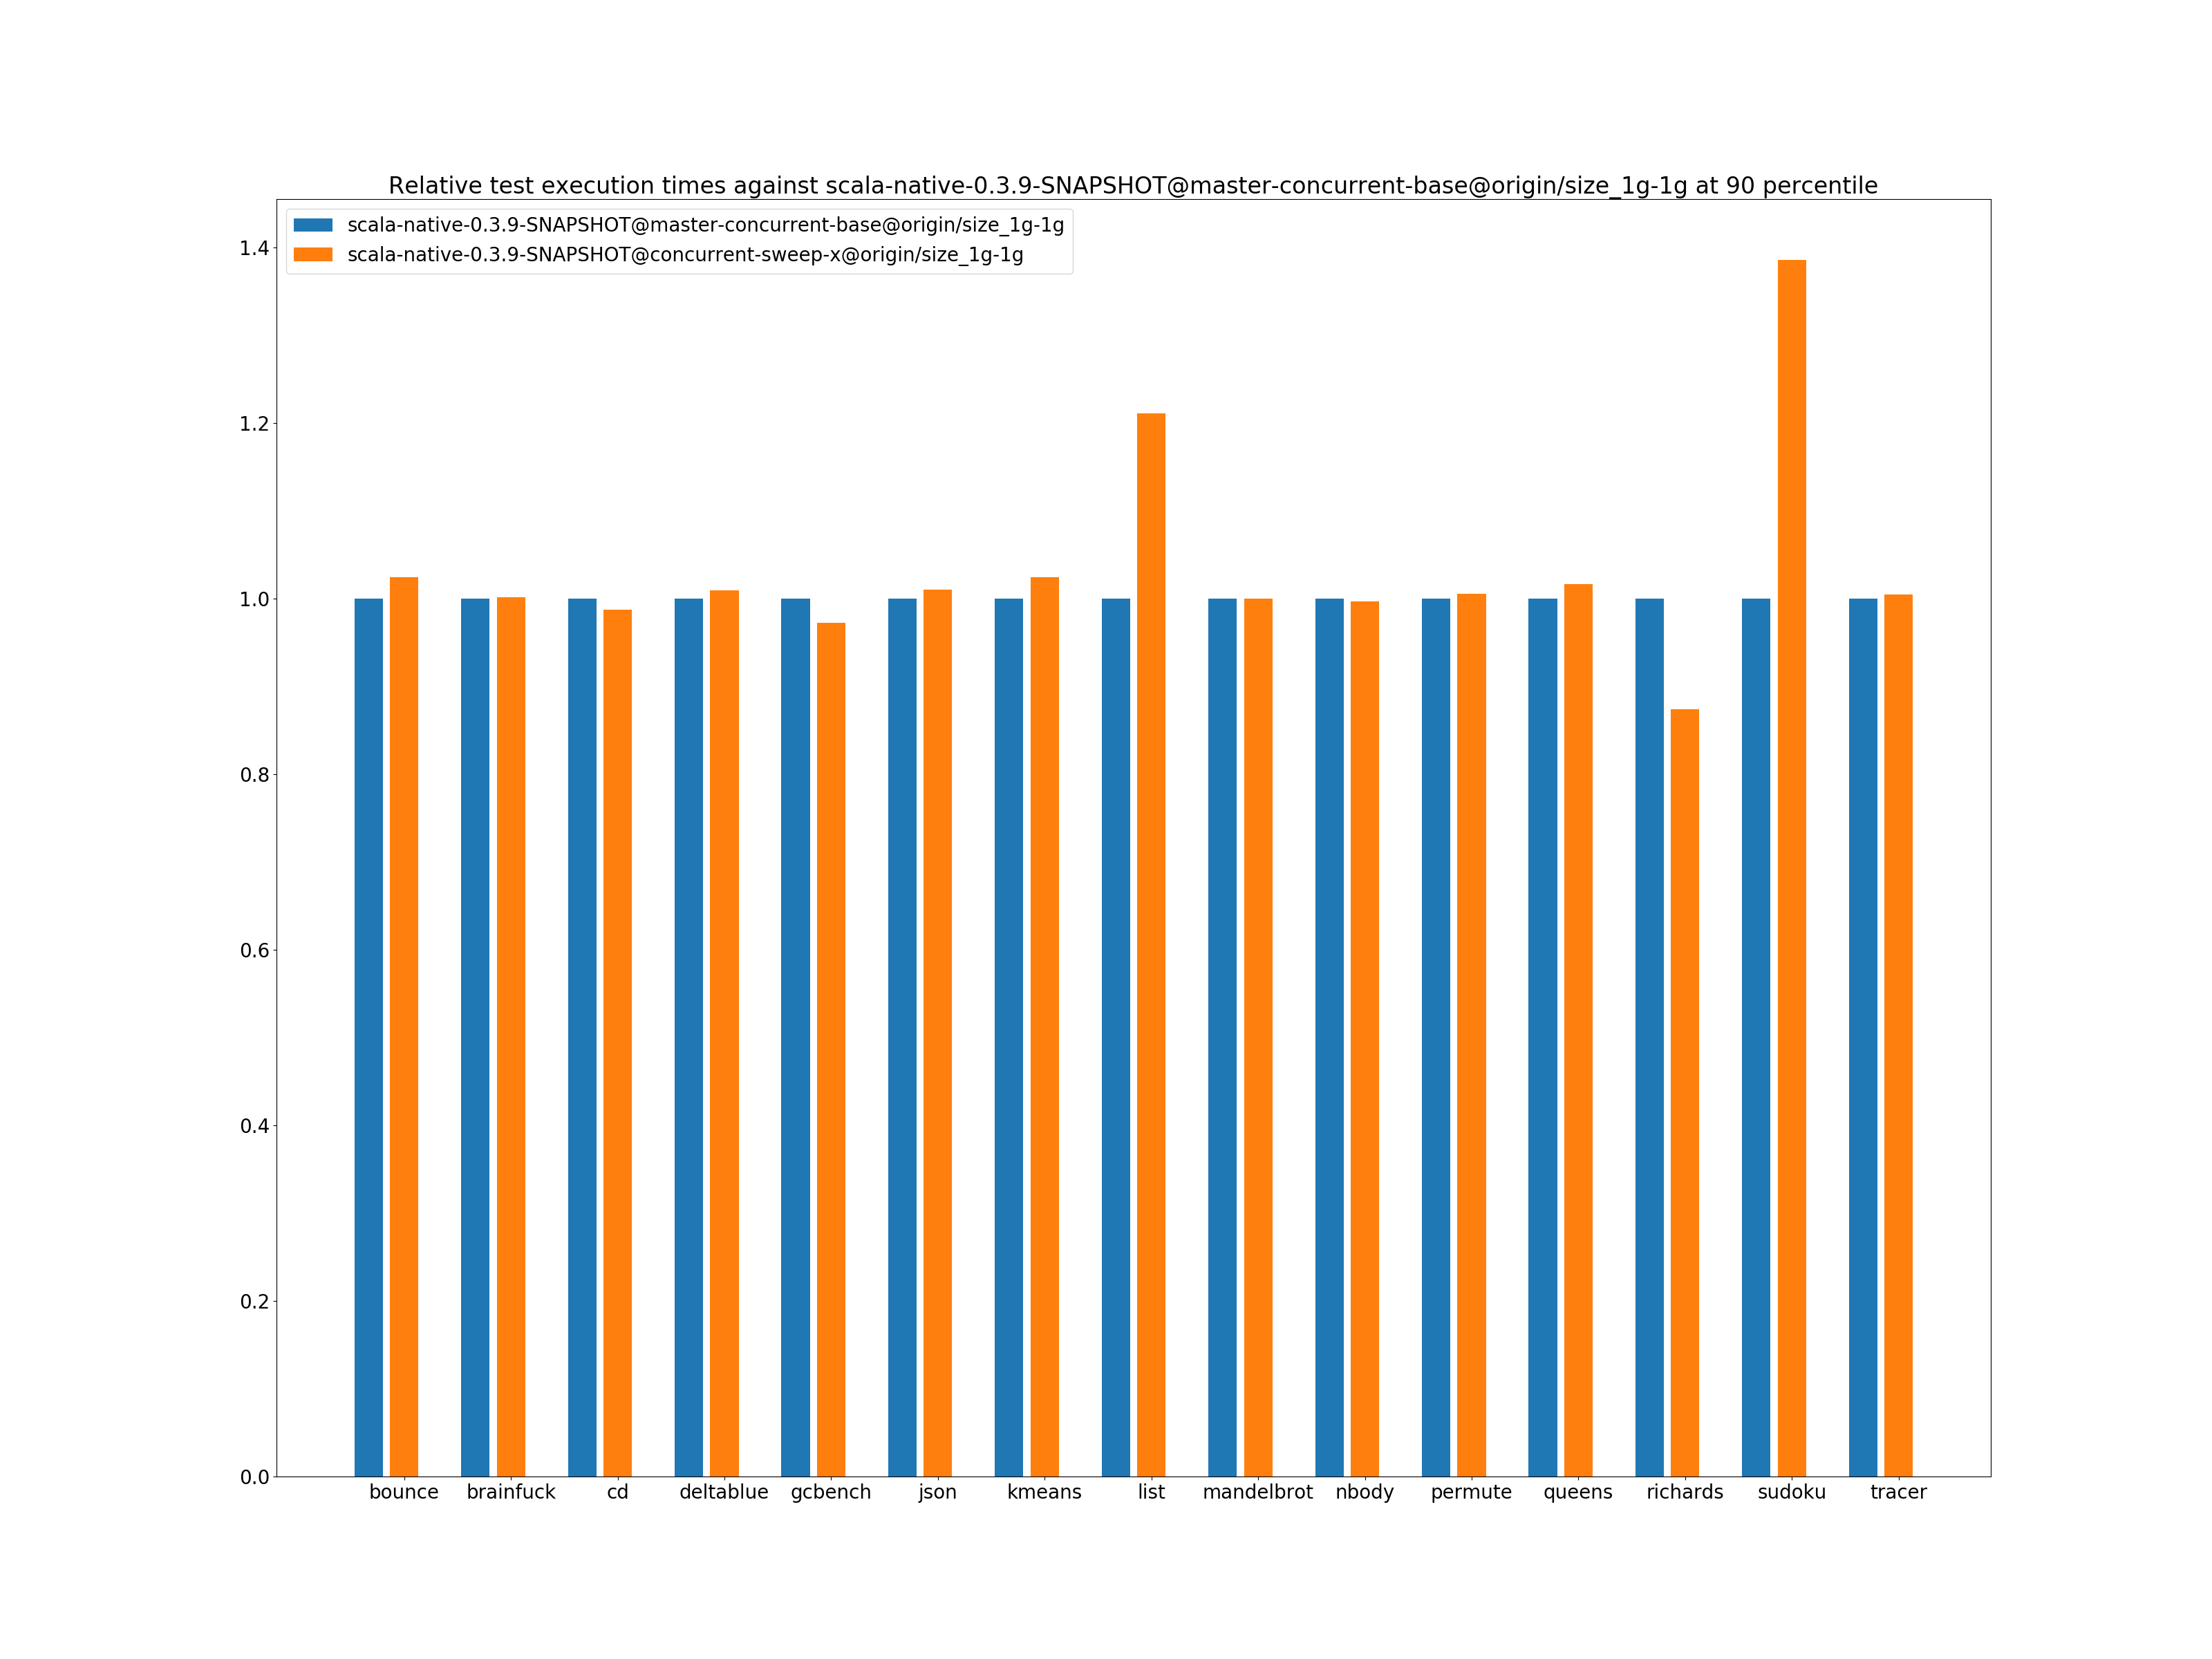 Relative test execution times against scala-native-0.3.9-SNAPSHOT@master-concurrent-base@origin/size_1g-1g at 90 percentile
scala-native-0.3.9-SNAPSHOT@master-concurrent-base@origin/size_1g-1g
scala-native-0.3.9-SNAPSHOT@concurrent-sweep-x@origin/size_1g-1g
1.4
1.2
1.0
0.8
0.6
0.4
0.2
0.0
bounce brainfuck cd deltablue gcbench json kmeans list mandelbrot nbody permute queens richards sudoku tracer